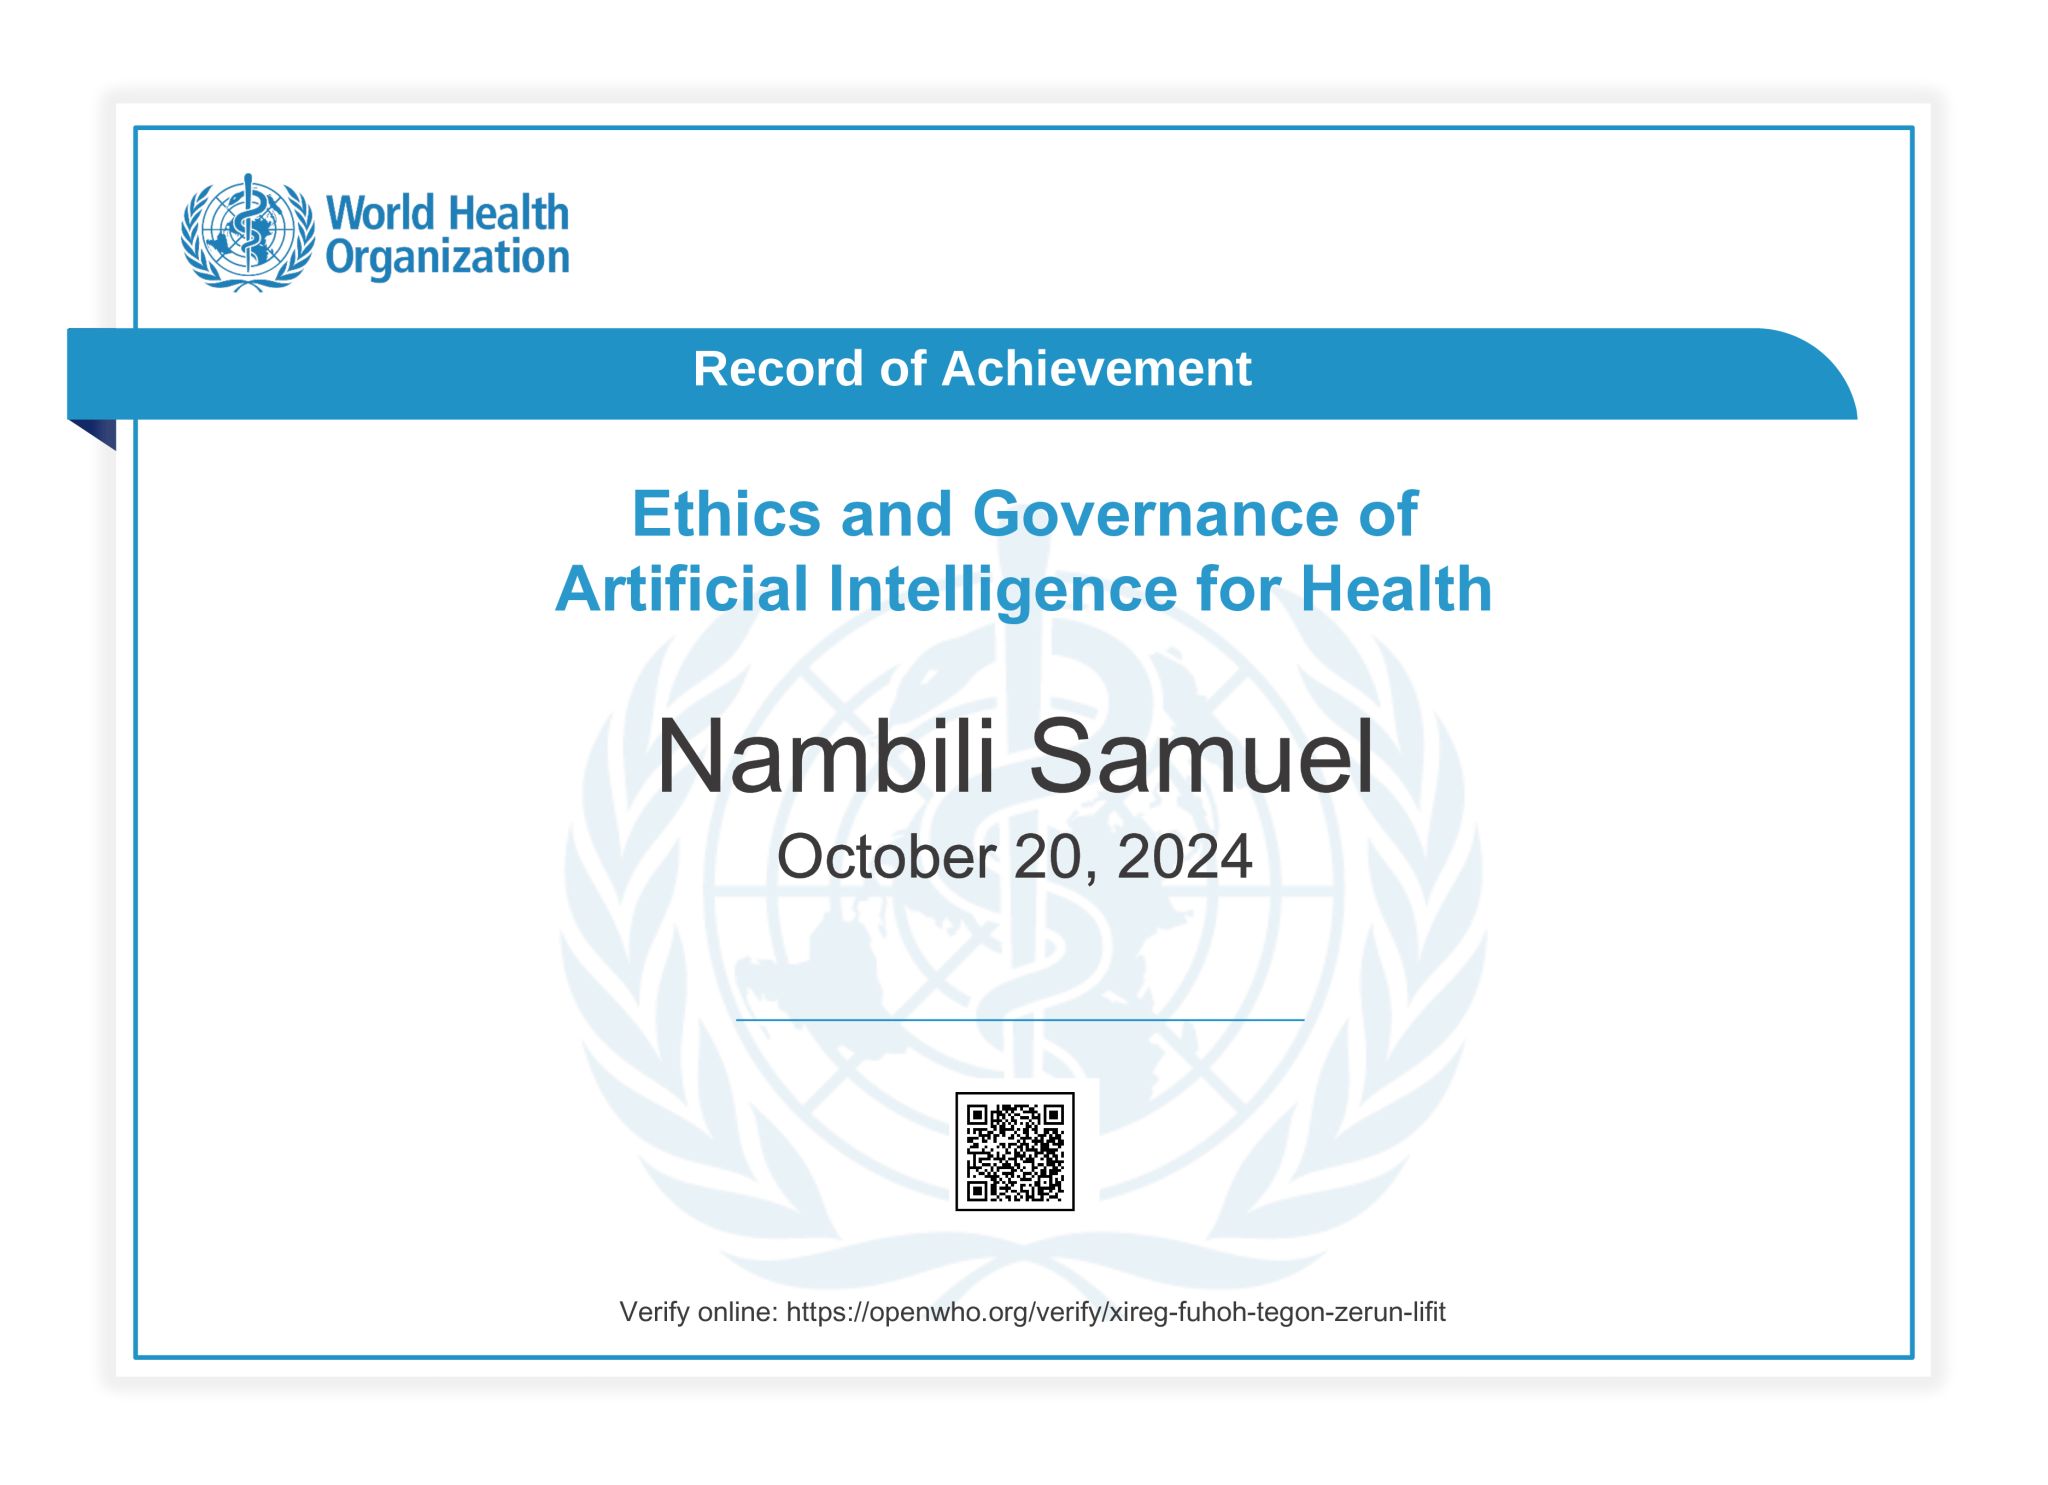 World Health
Organization
Record of Achievement
Ethics and Governance of
Artificial Intelligence for Health
Nambili Samuel
October 20, 2024
Verify online: https://openwho.org/verify/xireg-fuhoh-tegon-zerun-lifit